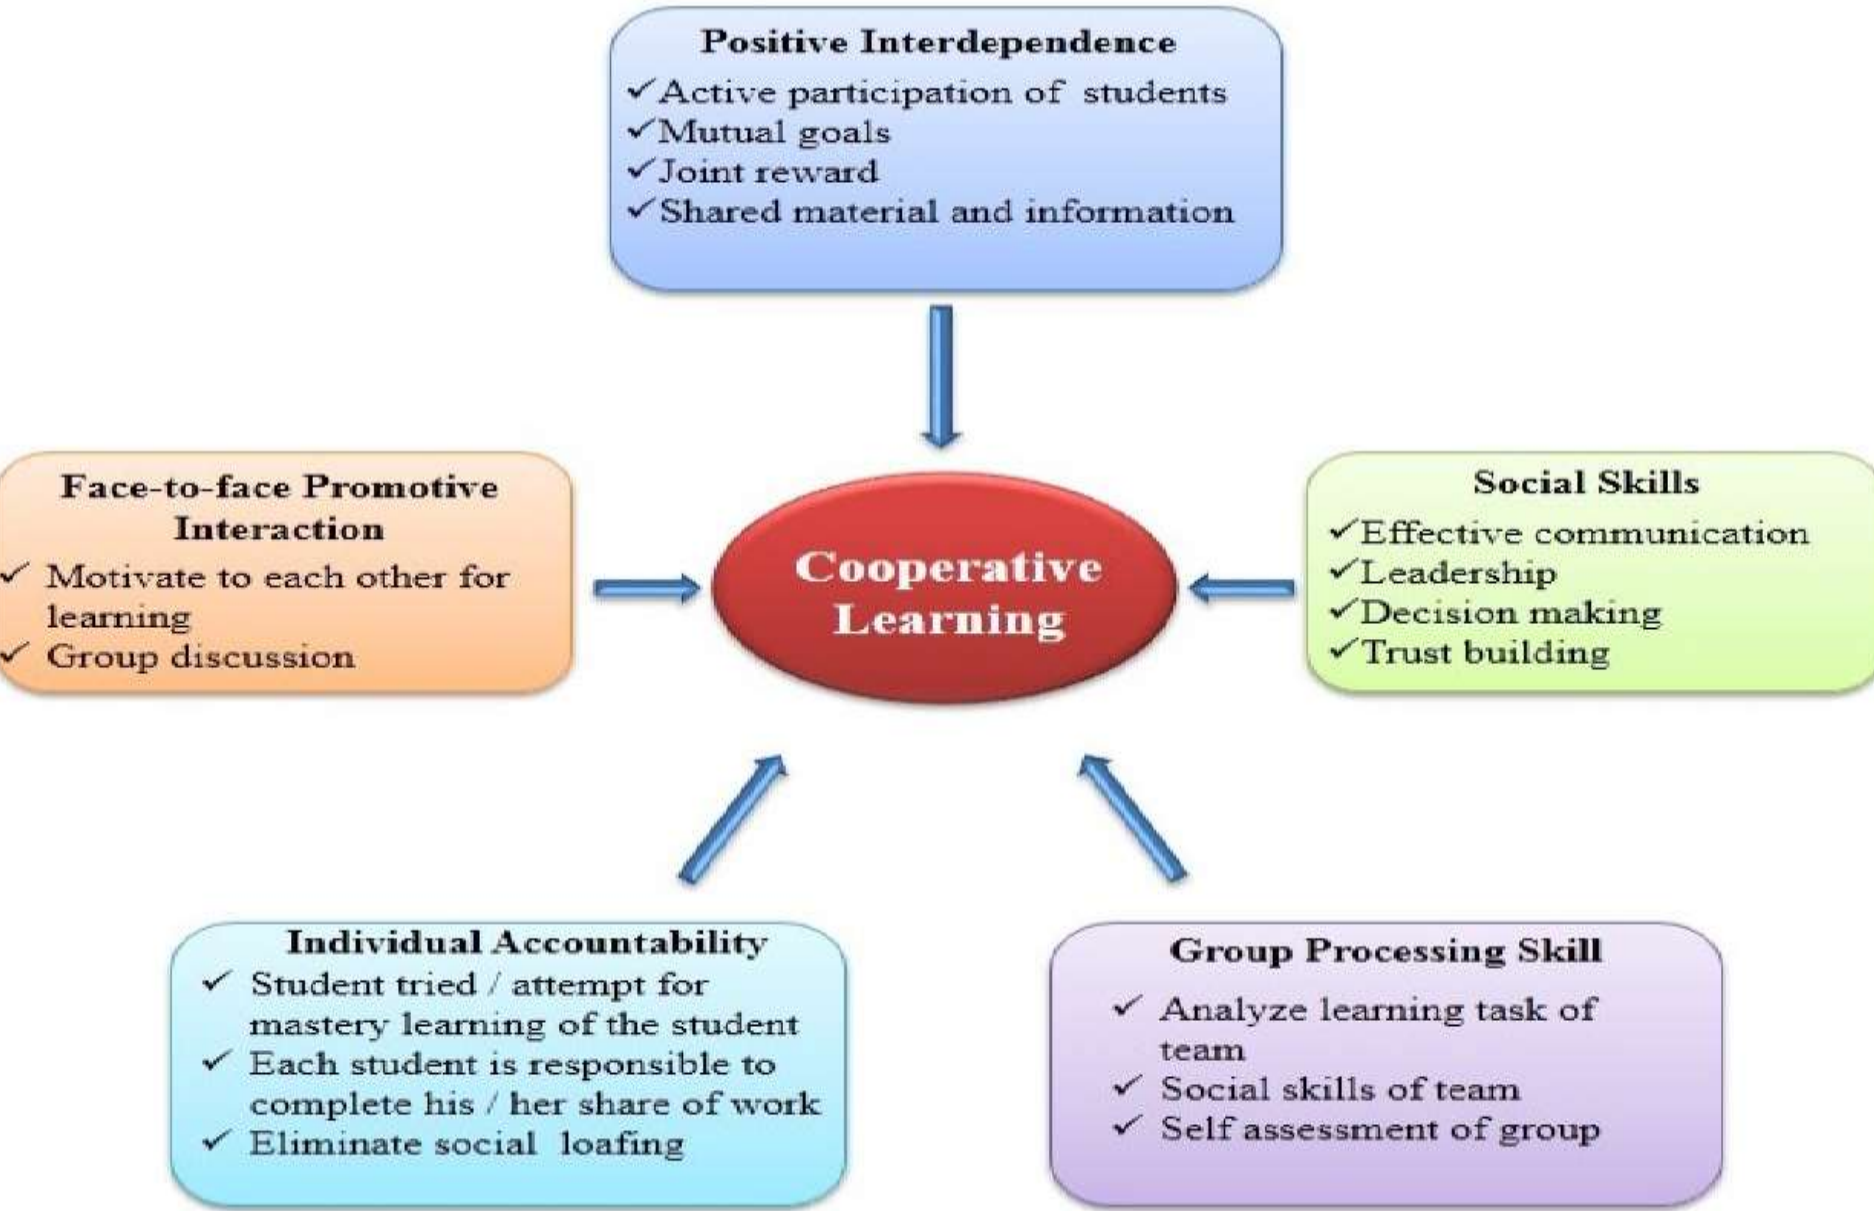 Positive Interdependence
✓Active participation of students
✓Mutual goals
✓Joint reward
✓Shared material and information
Face-to-face Promotive
Interaction
✓ Motivate to each other for
learning
✓ Group discussion
Cooperative
Learning
Social Skills
✓Effective communication
✓Leadership
✓Decision making
✓Trust building
Individual Accountability
✓ Student tried / attempt for
mastery learning of the student
✓ Each student is responsible to
complete his / her share of work
✓ Eliminate social loafing
Group Processing Skill
✓ Analyze learning task of
team
✓ Social skills of team
✓ Self assessment of group